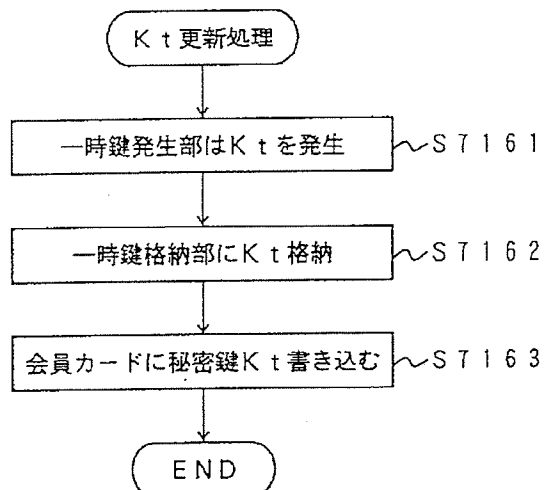 Kt更新処理
一時鍵発生部はKtを発生
S7161
一時鍵格納部にKt格納
S7162
会員カードに秘密鍵Kt書き込む
S7163
END